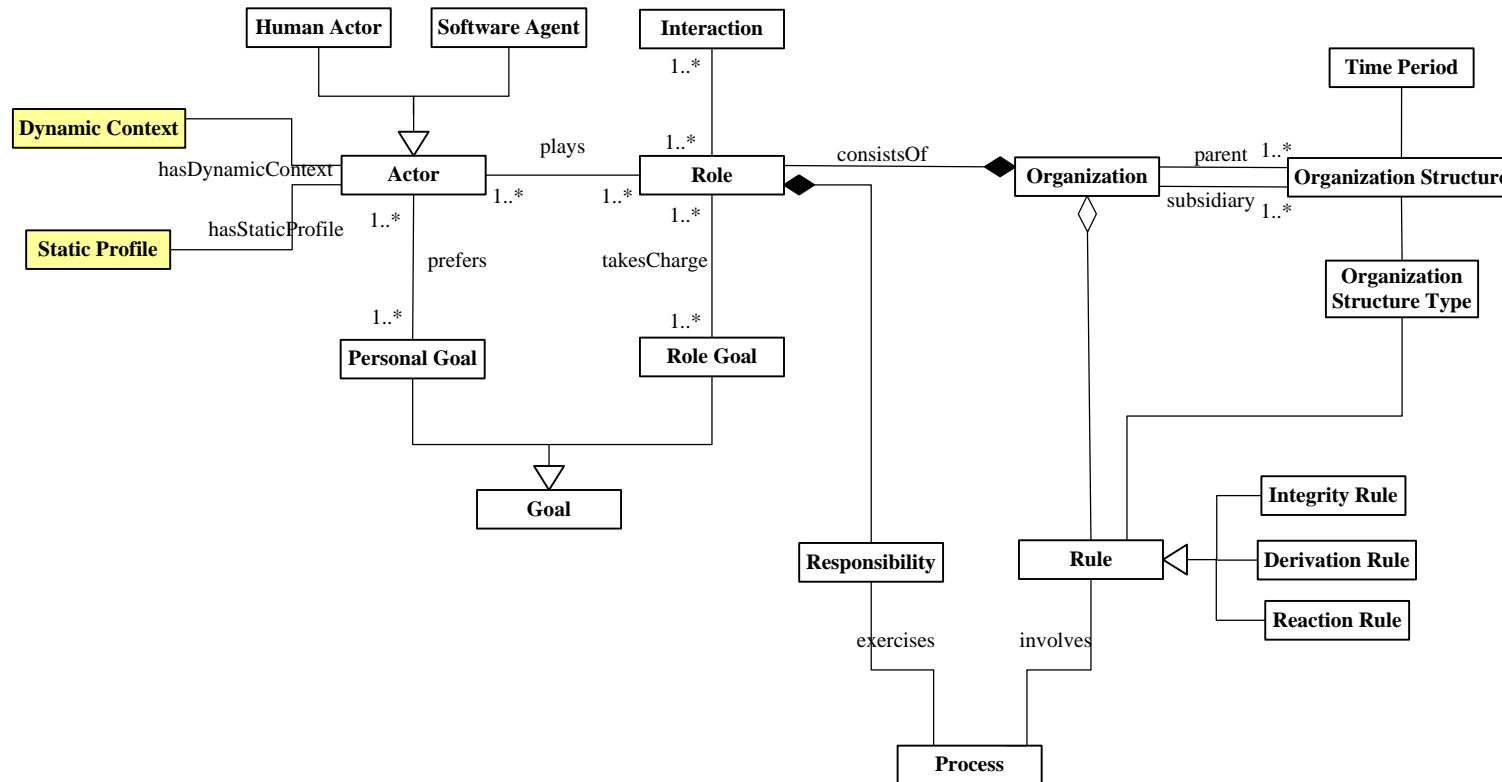 Human Actor
Software Agent
Interaction
1..*
Time Period
Dynamic Context
hasDynamicContext
plays
1..*
consistsOf
parent
1..*
Actor
Role
Organization
Organization Structure
1..*
1..*
subsidiary
1..*
1..*
1..*
hasStaticProfile
Static Profile
prefers
takesCharge
Organization
Structure Type
1..*
1..*
Personal Goal
Role Goal
Goal
Integrity Rule
Responsibility
Rule
Derivation Rule
Reaction Rule
exercises
involves
Process